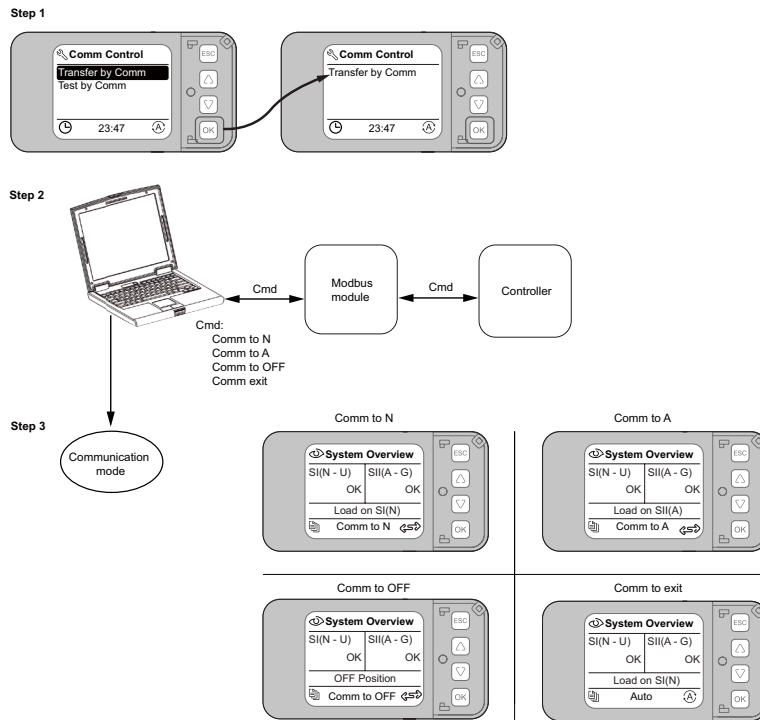 Step 1
Comm Control
Transfer by Comm
Test by Comm
23:47
ESC
OK
Comm Control
Transfer by Comm
23:47
ESC
OK
Step 2
Cmd
Modbus
module
Cmd
Controller
Cmd:
Comm to N
Comm to A
Comm to OFF
Comm exit
Step 3
Communication
mode
Comm to N
System Overview
SI(N - U) SII(A - G)
OK OK
Load on SI(N)
Comm to N
ESC
OK
Comm to A
System Overview
SI(N - U) SII(A - G)
OK OK
Load on SII(A)
Comm to A
ESC
OK
Comm to OFF
System Overview
SI(N - U) SII(A - G)
OK OK
OFF Position
Comm to OFF
ESC
OK
Comm to exit
System Overview
SI(N - U) SII(A - G)
OK OK
Load on SI(N)
Auto A
ESC
OK